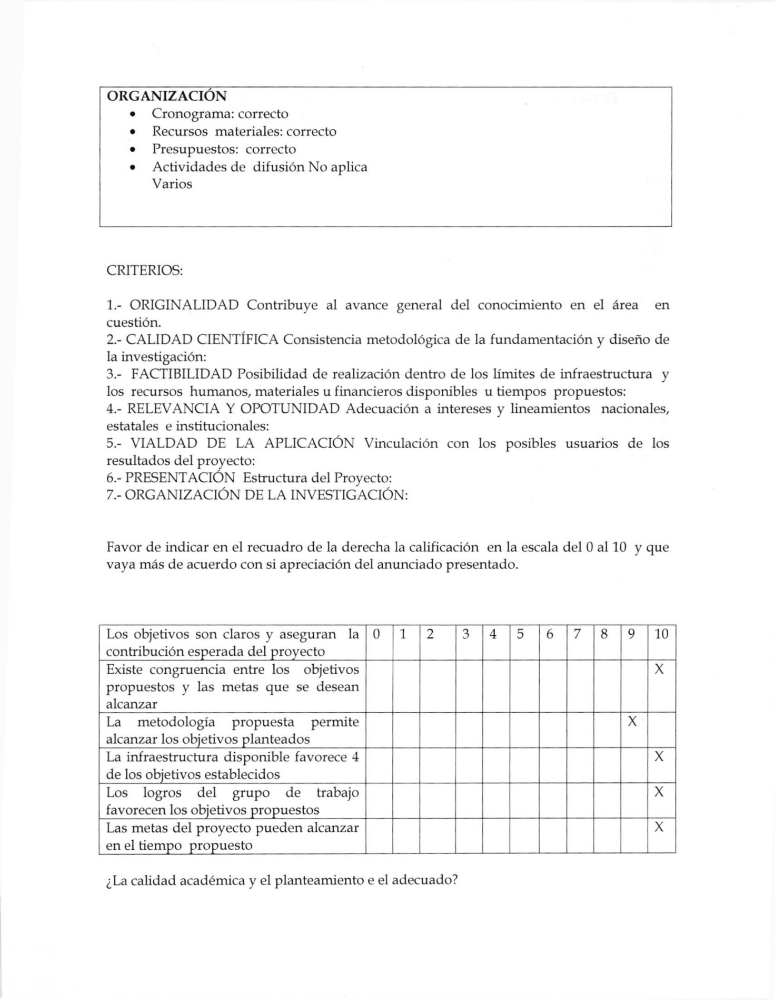 ORGANIZACIÓN
• Cronograma: correcto
• Recursos materiales: correcto
• Presupuestos: correcto
• Actividades de difusión No aplica
Varios
CRITERIOS:
1.- ORIGINALIDAD Contribuye al avance general del conocimiento en el área en
cuestión.
2.- CALIDAD CIENTÍFICA Consistencia metodológica de la fundamentación y diseño de
la investigación:
3.- FACTIBILIDAD Posibilidad de realización dentro de los límites de infraestructura y
los recursos humanos, materiales u financieros disponibles u tiempos propuestos:
4.- RELEVANCIA Y OPOTUNIDAD Adecuación a intereses y lineamientos nacionales,
estatales e institucionales:
5.- VIALDAD DE LA APLICACIÓN Vinculación con los posibles usuarios de los
resultados del proyecto:
6.- PRESENTACIÓN Estructura del Proyecto:
7.- ORGANIZACIÓN DE LA INVESTIGACIÓN:
Favor de indicar en el recuadro de la derecha la calificación en la escala del 0 al 10 y que
vaya más de acuerdo con si apreciación del anunciado presentado.
Los objetivos son claros y aseguran la 0 1 2 3 4 5 6 7 8 9 10
contribución esperada del proyecto
Existe congruencia entre los objetivos X
propuestos y las metas que se desean
alcanzar
La metodología propuesta permite X
alcanzar los objetivos planteados
La infraestructura disponible favorece 4 X
de los objetivos establecidos
Los logros del grupo de trabajo X
favorecen los objetivos propuestos
Las metas del proyecto pueden alcanzar X
en el tiempo propuesto
¿La calidad académica y el planteamiento e el adecuado?